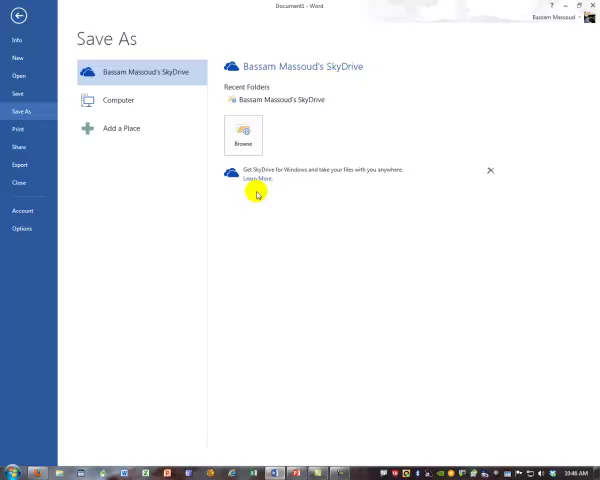 Document1 - Word
?
Bassam Massoud
Info
New
Open
Save
Save As
Print
Share
Export
Close
Account
Options
Save As
Bassam Massoud's SkyDrive
Computer
Add a Place
Bassam Massoud's SkyDrive
Recent Folders
Bassam Massoud's SkyDrive
Browse
Get SkyDrive for Windows and take your files with you anywhere.
Learn More.
10:46 AM